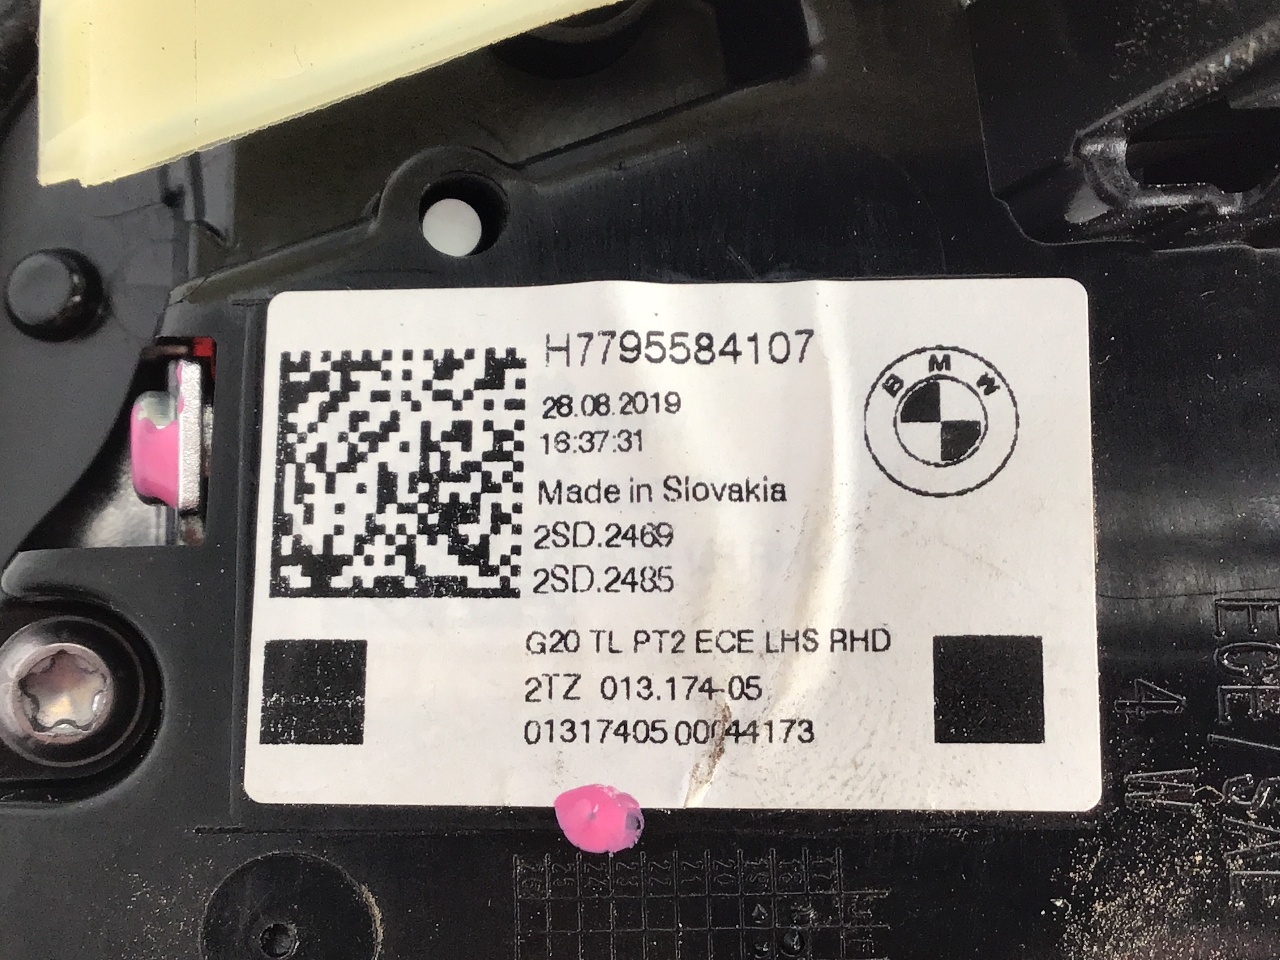 H7795584107
28.08.2019
16:37:31
Made in Slovakia
2SD.2469
2SD.2485
BMW
G20 TL PT2 ECE LHS RHD
2TZ 013.174-05
01317405 00044173
4 W